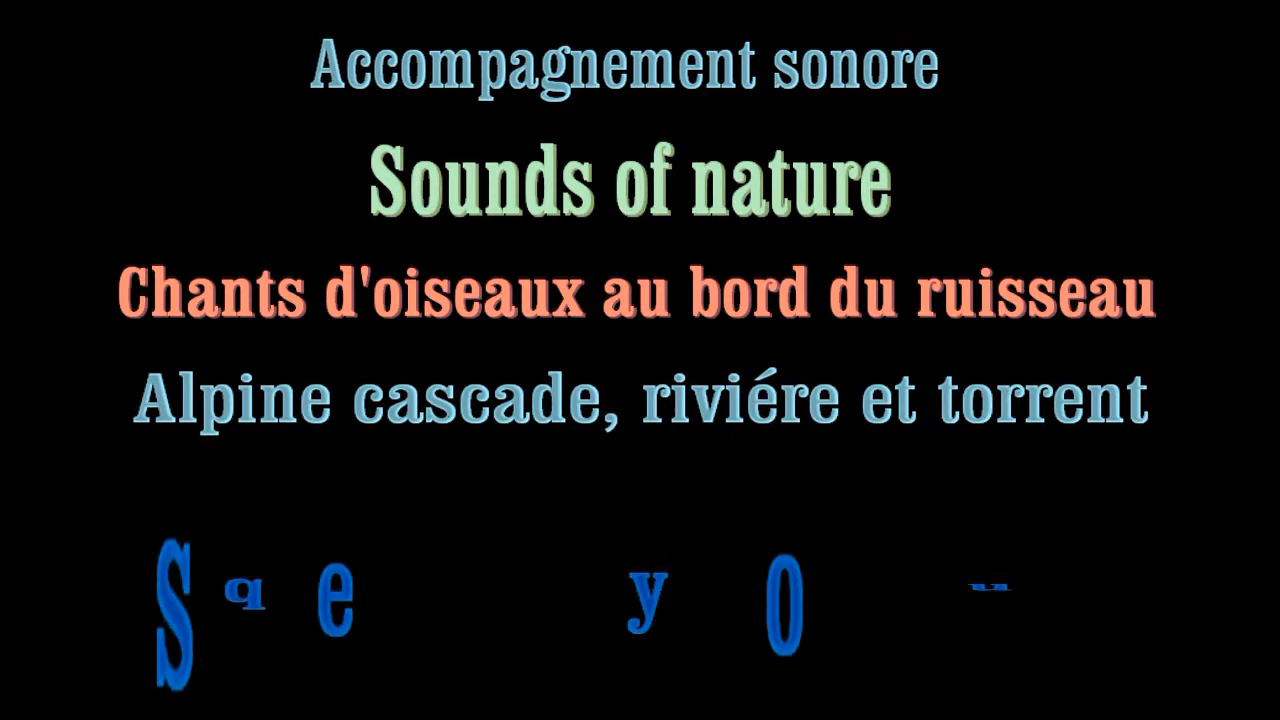 Accompagnement sonore
Sounds of nature
Chants d'oiseaux au bord du ruisseau
Alpine cascade, riviére et torrent